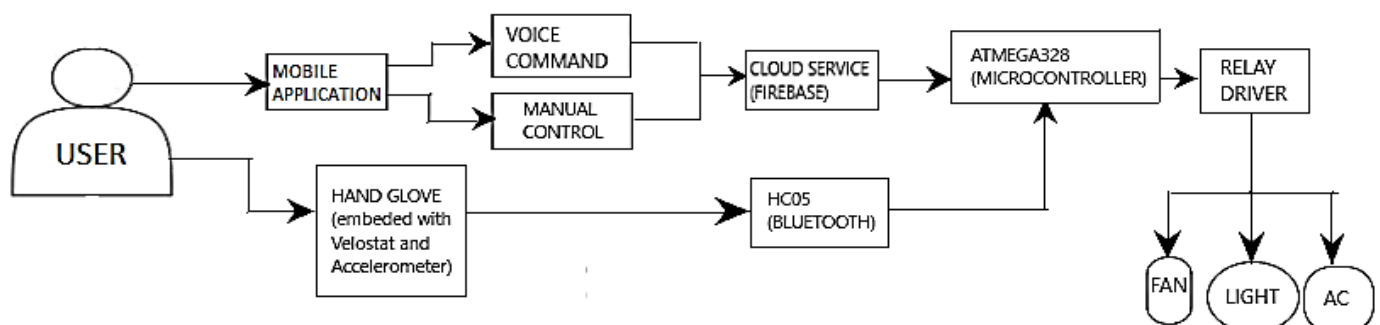 USER
MOBILE
APPLICATION
VOICE
COMMAND
MANUAL
CONTROL
CLOUD SERVICE
(FIREBASE)
ATMEGA328
(MICROCONTROLLER)
RELAY
DRIVER
HAND GLOVE
(embeded with
Velostat and
Accelerometer)
HC05
(BLUETOOTH)
FAN
LIGHT
AC